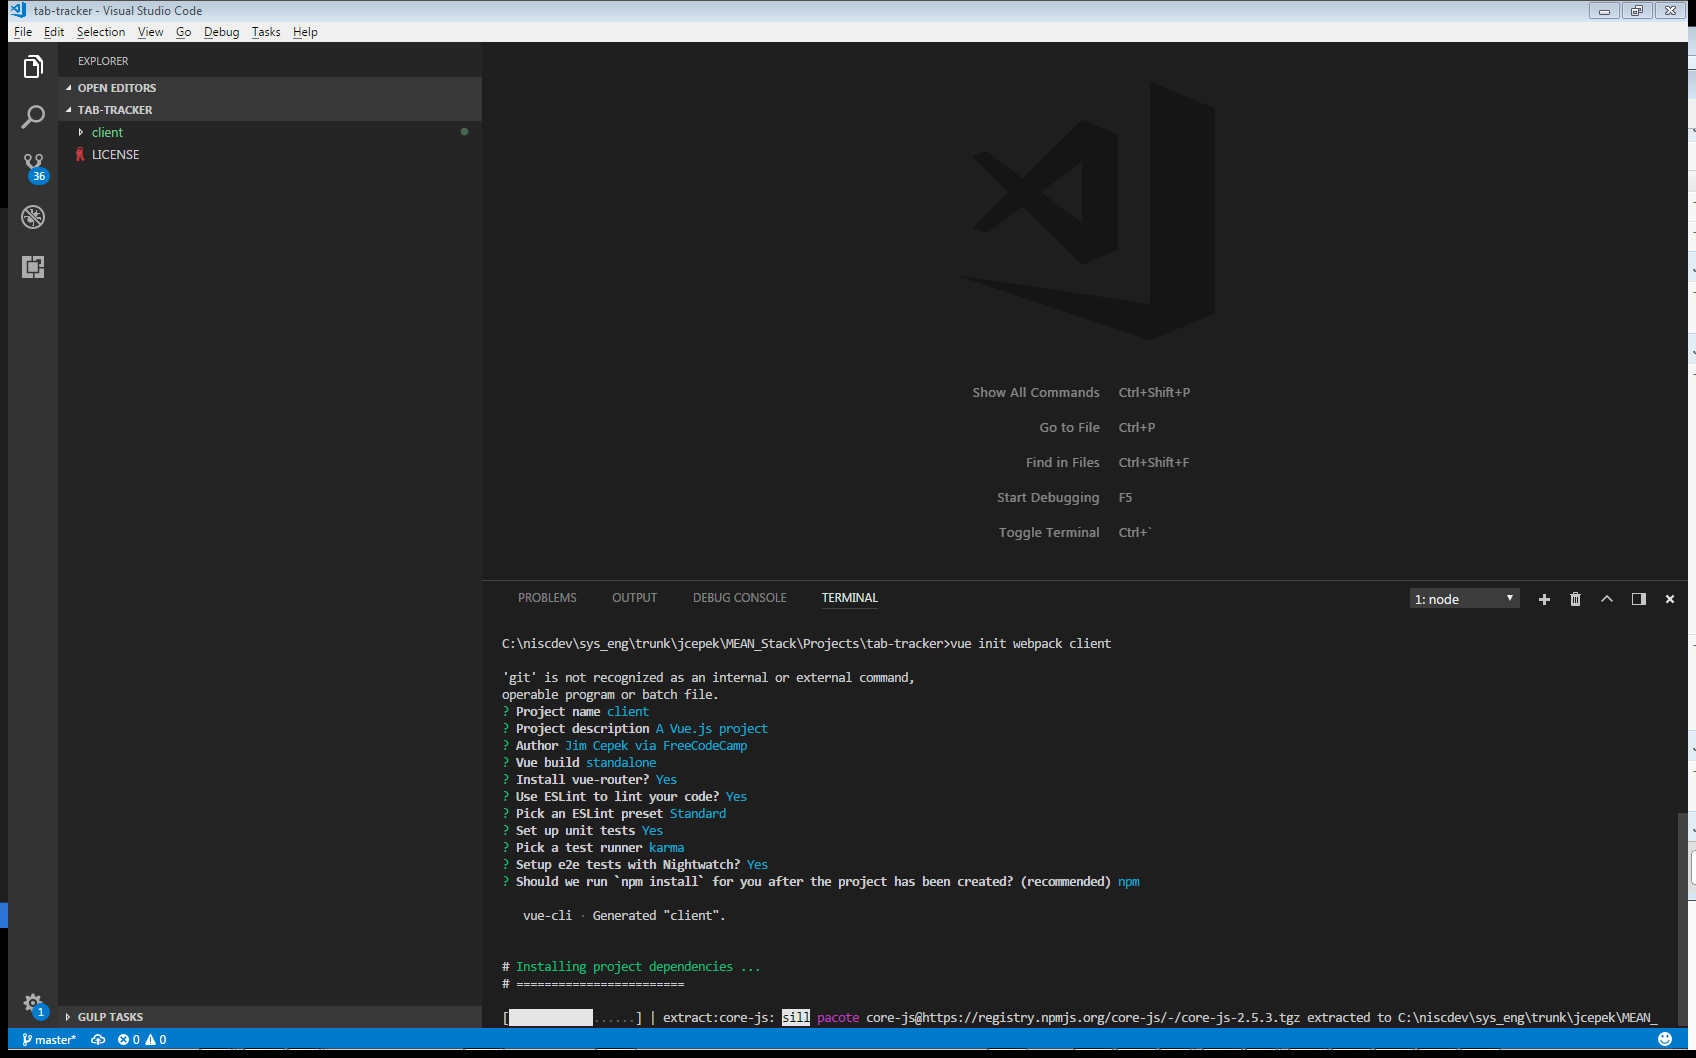 tab-tracker - Visual Studio Code
File Edit Selection View Go Debug Tasks Help
EXPLORER
OPEN EDITORS
TAB-TRACKER
client
LICENSE
36
Show All Commands Ctrl+Shift+P
Go to File Ctrl+P
Find in Files Ctrl+Shift+F
Start Debugging F5
Toggle Terminal Ctrl+`
PROBLEMS OUTPUT DEBUG CONSOLE TERMINAL 1: node
C:\niscdev\sys_eng\trunk\jcepek\MEAN_Stack\Projects\tab-tracker>vue init webpack client
'git' is not recognized as an internal or external command,
operable program or batch file.
? Project name client
? Project description A Vue.js project
? Author Jim Cepek via FreeCodeCamp
? Vue build standalone
? Install vue-router? Yes
? Use ESLint to lint your code? Yes
? Pick an ESLint preset Standard
? Set up unit tests Yes
? Pick a test runner karma
? Setup e2e tests with Nightwatch? Yes
? Should we run `npm install` for you after the project has been created? (recommended) npm
vue-cli · Generated "client".
# Installing project dependencies ...
# ========================
[ ......] | extract:core-js: sill pacote core-js@https://registry.npmjs.org/core-js/-/core-js-2.5.3.tgz extracted to C:\niscdev\sys_eng\trunk\jcepek\MEAN_
1
GULP TASKS
master* 0 0